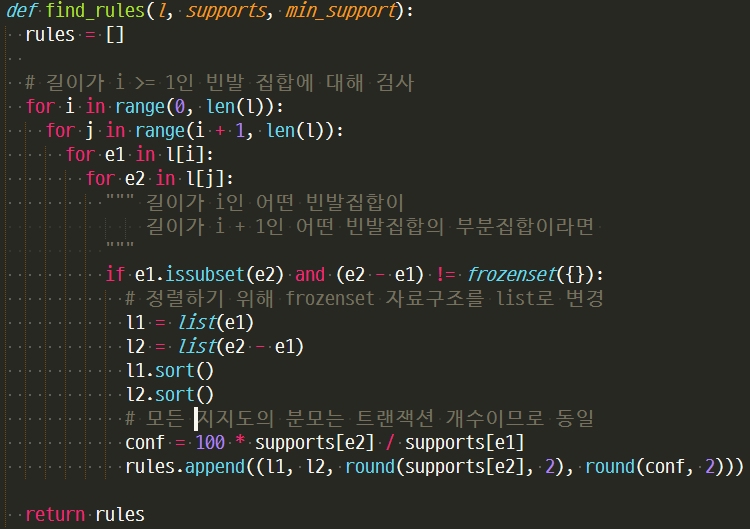 def find_rules(l, supports, min_support):
  rules = []
  # 길이가 i >= 1인 빈발 집합에 대해 검사
  for i in range(0, len(l)):
    for j in range(i + 1, len(l)):
      for e1 in l[i]:
        for e2 in l[j]:
          """ 길이가 i인 어떤 빈발집합이
              길이가 i + 1인 어떤 빈발집합의 부분집합이라면
          """
          if e1.issubset(e2) and (e2 - e1) != frozenset({}):
            # 정렬하기 위해 frozenset 자료구조를 list로 변경
            l1 = list(e1)
            l2 = list(e2 - e1)
            l1.sort()
            l2.sort()
            # 모든 지지도의 분모는 트랜잭션 개수이므로 동일
            conf = 100 * supports[e2] / supports[e1]
            rules.append((l1, l2, round(supports[e2], 2), round(conf, 2)))
  return rules